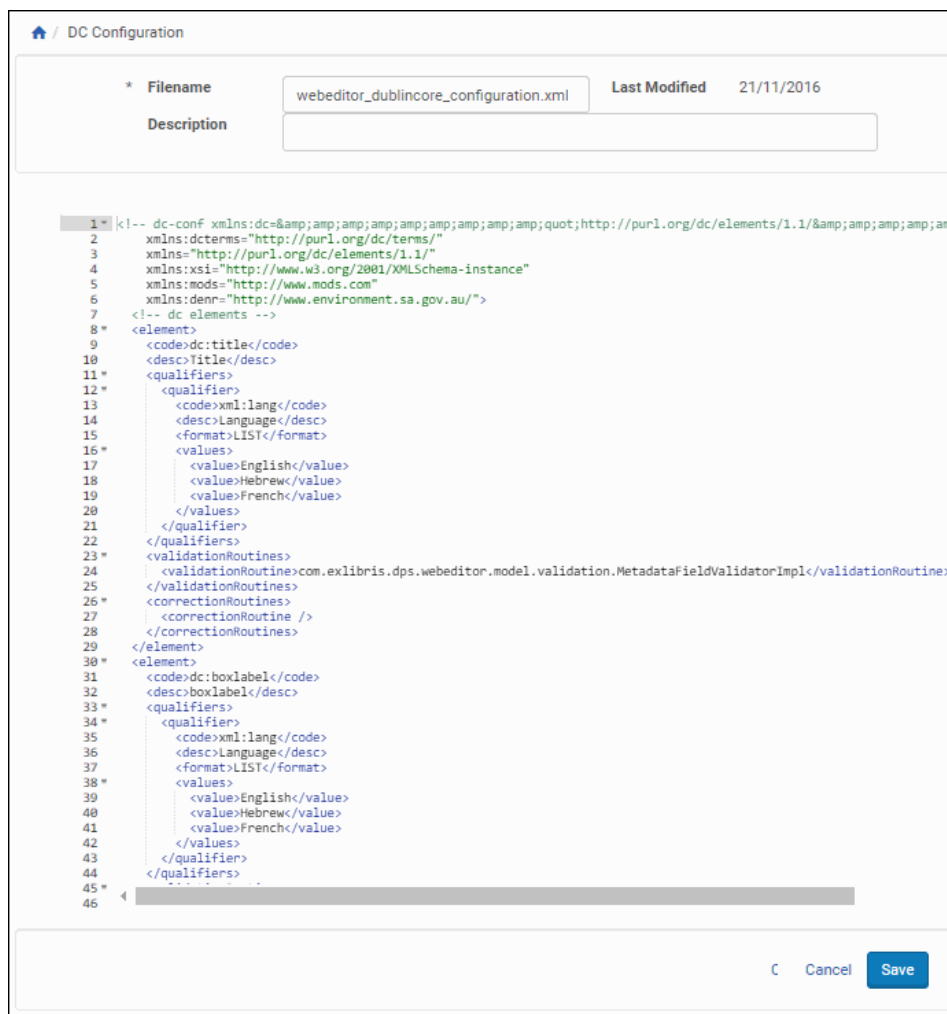 / DC Configuration
* Filename webeditor_dublincore_configuration.xml Last Modified 21/11/2016
Description
1 <!-- dc-conf xmlns:dc=&amp;amp;amp;amp;amp;amp;amp;amp;amp;quot;http://purl.org/dc/elements/1.1/&amp;amp;amp;amp;am
2 xmlns:dcterms="http://purl.org/dc/terms/"
3 xmlns="http://purl.org/dc/elements/1.1/"
4 xmlns:xsi="http://www.w3.org/2001/XMLSchema-instance"
5 xmlns:mods="http://www.mods.com"
6 xmlns:denr="http://www.environment.sa.gov.au/">
7 <!-- dc elements -->
8 <element>
9 <code>dc:title</code>
10 <desc>Title</desc>
11 <qualifiers>
12 <qualifier>
13 <code>xml:lang</code>
14 <desc>Language</desc>
15 <format>LIST</format>
16 <values>
17 <value>English</value>
18 <value>Hebrew</value>
19 <value>French</value>
20 </values>
21 </qualifier>
22 </qualifiers>
23 <validationRoutines>
24 <validationRoutine>com.exlibris.dps.webeditor.model.validation.MetadataFieldValidatorImpl</validationRoutine>
25 </validationRoutines>
26 <correctionRoutines>
27 <correctionRoutine />
28 </correctionRoutines>
29 </element>
30 <element>
31 <code>dc:boxlabel</code>
32 <desc>boxlabel</desc>
33 <qualifiers>
34 <qualifier>
35 <code>xml:lang</code>
36 <desc>Language</desc>
37 <format>LIST</format>
38 <values>
39 <value>English</value>
40 <value>Hebrew</value>
41 <value>French</value>
42 </values>
43 </qualifier>
44 </qualifiers>
45
46
Cancel Save